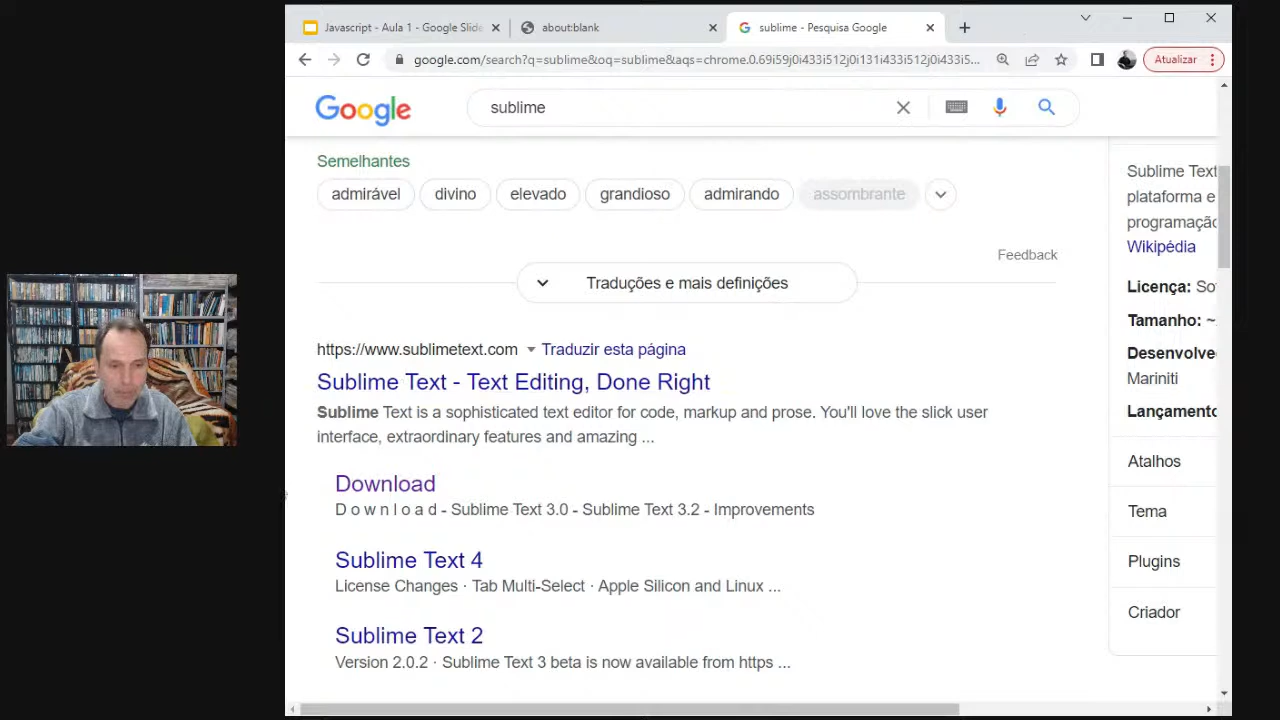 Javascript - Aula 1 - Google Slide
about:blank
sublime - Pesquisa Google
google.com/search?q=sublime&oq=sublime&aqs=chrome.0.69i59j0i433i512j0i131i433i512j0i433i5...
Atualizar
Google
sublime
Semelhantes
admirável
divino
elevado
grandioso
admirando
assombrante
Feedback
Traduções e mais definições
https://www.sublimetext.com
Traduzir esta página
Sublime Text - Text Editing, Done Right
Sublime Text is a sophisticated text editor for code, markup and prose. You'll love the slick user
interface, extraordinary features and amazing ...
Download
D o w n l o a d - Sublime Text 3.0 - Sublime Text 3.2 - Improvements
Sublime Text 4
License Changes · Tab Multi-Select · Apple Silicon and Linux ...
Sublime Text 2
Version 2.0.2 · Sublime Text 3 beta is now available from https ...
Sublime Text
plataforma e
programação
Wikipédia
Licença: So
Tamanho: ~
Desenvolve
Mariniti
Lançamento
Atalhos
Tema
Plugins
Criador